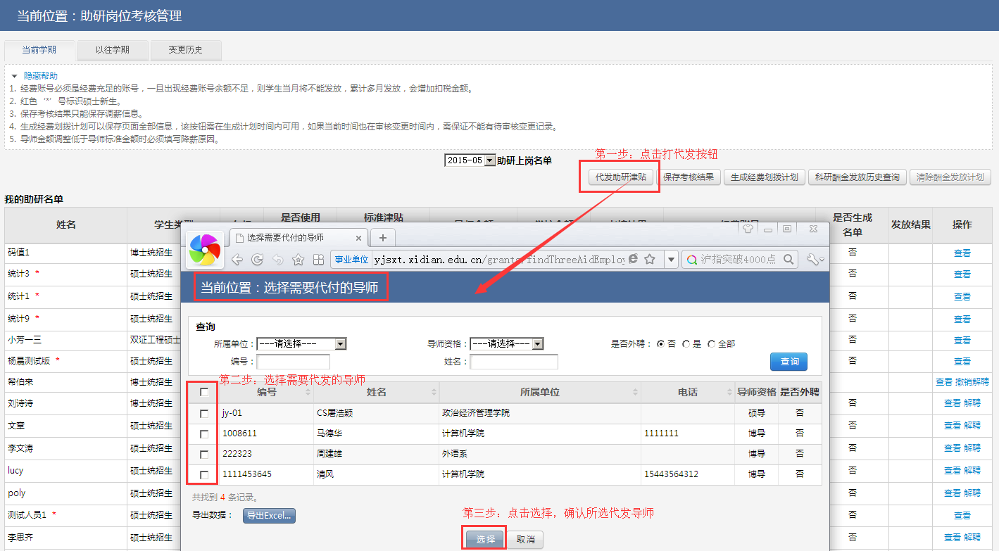 当前位置：助研岗位考核管理
当前学期 以往学期 变更历史
隐藏帮助
1. 经费账号必须是经费充足的账号，一旦出现经费账号余额不足，则学生当月将不能发放，累计多月发放，会增加扣税金额。
2. 红色‘*’号标识硕士新生。
3. 保存考核结果只能保存调薪信息。
4. 生成经费划拨计划可以保存页面全部信息，该按钮需在生成计划时间内可用，如果当前时间也在审核变更时间内，需保证不能有待审核变更记录。
5. 导师金额调整低于导师标准金额时必须填写降薪原因。
2015-05 助研上岗名单
第一步：点击打代发按钮
代发助研津贴 保存考核结果 生成经费划拨计划 科研酬金发放历史查询 清除酬金发放计划
我的助研名单
姓名 学生类 是否使用 标准津贴 是否生成名单 发放结果 操作
码值1 博士统招生 否 查看
统计3 * 硕士统招生 否 查看
统计1 * 硕士统招生 否 查看
统计9 * 硕士统招生 否 查看
小芳一三 双证工程硕士 否 查看
杨晨测试版 * 硕士统招生 否 查看
希伯来 博士统招生 查看 撤销解聘
刘诗诗 博士统招生 否 查看 解聘
文章 硕士统招生 否 查看 解聘
李文涛 硕士统招生 否 查看 解聘
lucy 硕士统招生 否 查看 解聘
poly 硕士统招生 否 查看 解聘
测试人员1 * 硕士统招生 否 查看
李思齐 硕士统招生 否 查看 解聘
选择需要代付的导师
事业单位 yjsxt.xidian.edu.cn/grants/findThreeAidEmploy 沪指突破4000点
当前位置：选择需要代付的导师
查询
所属单位： ---请选择--- 导师资格： ---请选择--- 是否外聘： 否 是 全部
编号： 姓名： 查询
第二步：选择需要代发的导师
编号 姓名 所属单位 电话 导师资格 是否外聘
jy-01 CS屠浩颖 政治经济管理学院 硕导 否
1008611 马德华 计算机学院 1111111 博导 否
222323 周建雄 外语系 博导 否
1111453645 清风 计算机学院 15443564312 博导 否
共找到 4 条记录。
导出数据： 导出Excel...
第三步：点击选择，确认所选代发导师
选择 取消